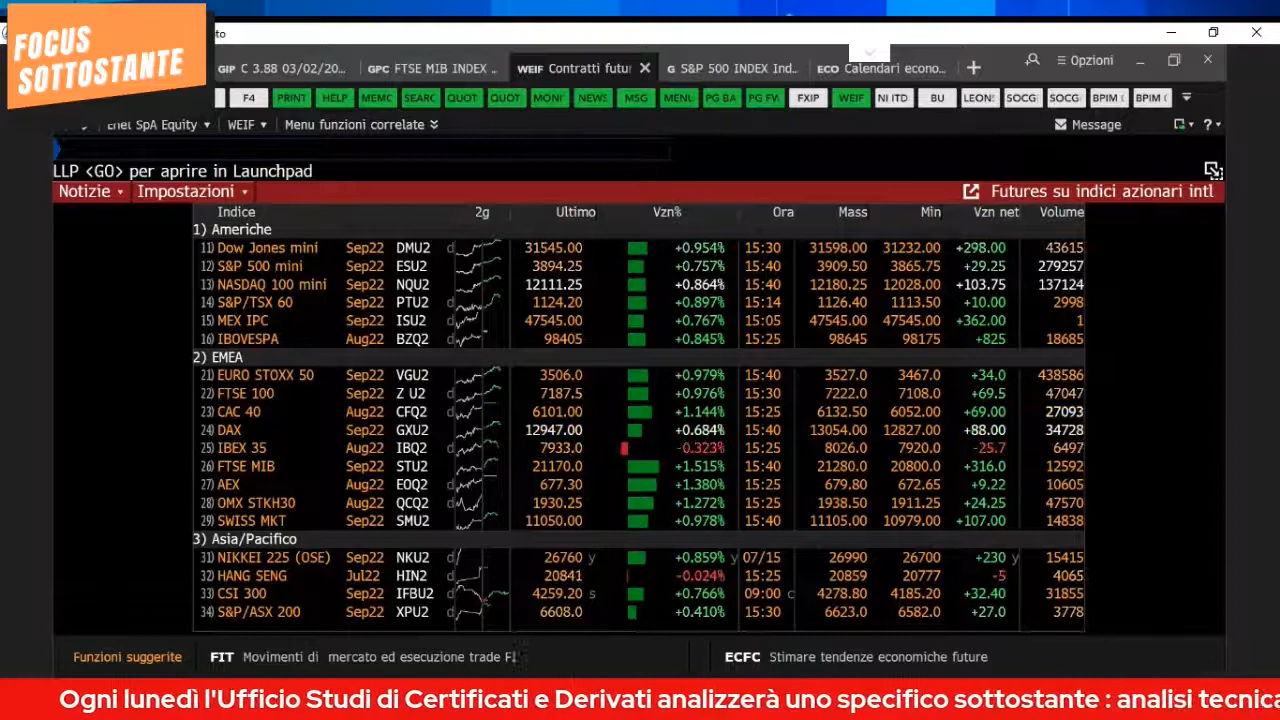 FOCUS
SOTTOSTANTE
to
GIP C 3.88 03/02/20... GPC FTSE MIB INDEX ... WEIF Contratti futu X G S&P 500 INDEX Ind... ECO Calendari econo... + Opzioni
F4 PRINT HELP MEMC SEARC QUOT QUOT MONI NEWS MSG MENU PG BA PG FW FXIP WEIF NI ITD BU LEON! SOCG SOCG BPIM ( BPIM (
Enel SpA Equity WEIF Menu funzioni correlate Message ?
LLP <GO> per aprire in Launchpad
Notizie Impostazioni Futures su indici azionari intl
Indice 2g Ultimo Vzn% Ora Mass Min Vzn net Volume
1) Americhe
11) Dow Jones mini Sep22 DMU2 d 31545.00 +0.954% 15:30 31598.00 31232.00 +298.00 43615
12) S&P 500 mini Sep22 ESU2 3894.25 +0.757% 15:40 3909.50 3865.75 +29.25 279257
13) NASDAQ 100 mini Sep22 NQU2 12111.25 +0.864% 15:40 12180.25 12028.00 +103.75 137124
14) S&P/TSX 60 Sep22 PTU2 d 1124.20 +0.897% 15:14 1126.40 1113.50 +10.00 2998
15) MEX IPC Sep22 ISU2 d 47545.00 +0.767% 15:05 47545.00 47545.00 +362.00 1
16) IBOVESPA Aug22 BZQ2 d 98405 +0.845% 15:25 98645 98175 +825 18685
2) EMEA
21) EURO STOXX 50 Sep22 VGU2 3506.0 +0.979% 15:40 3527.0 3467.0 +34.0 438586
22) FTSE 100 Sep22 Z U2 d 7187.5 +0.976% 15:30 7222.0 7108.0 +69.5 47047
23) CAC 40 Aug22 CFQ2 d 6101.00 +1.144% 15:25 6132.50 6052.00 +69.00 27093
24) DAX Sep22 GXU2 12947.00 +0.684% 15:40 13054.00 12827.00 +88.00 34728
25) IBEX 35 Aug22 IBQ2 d 7933.0 -0.323% 15:25 8026.0 7920.0 -25.7 6497
26) FTSE MIB Sep22 STU2 d 21170.0 +1.515% 15:25 21280.0 20800.0 +316.0 12592
27) AEX Aug22 EOQ2 d 677.30 +1.380% 15:25 679.80 672.65 +9.22 10605
28) OMX STKH30 Aug22 QCQ2 d 1930.25 +1.272% 15:25 1938.50 1911.25 +24.25 47570
29) SWISS MKT Sep22 SMU2 11050.00 +0.978% 15:40 11105.00 10979.00 +107.00 14838
3) Asia/Pacifico
31) NIKKEI 225 (OSE) Sep22 NKU2 d 26760 y +0.859% y 07/15 26990 26700 +230 y 15415
32) HANG SENG Jul22 HIN2 d 20841 -0.024% 15:25 20859 20777 -5 4065
33) CSI 300 Sep22 IFBU2 d 4259.20 s +0.766% 09:00 c 4278.80 4185.20 +32.40 31855
34) S&P/ASX 200 Sep22 XPU2 d 6608.0 +0.410% 15:30 6623.0 6582.0 +27.0 3778
Funzioni suggerite FIT Movimenti di mercato ed esecuzione trade FI ECFC Stimare tendenze economiche future
Ogni lunedì l'Ufficio Studi di Certificati e Derivati analizzerà uno specifico sottostante : analisi tecnica